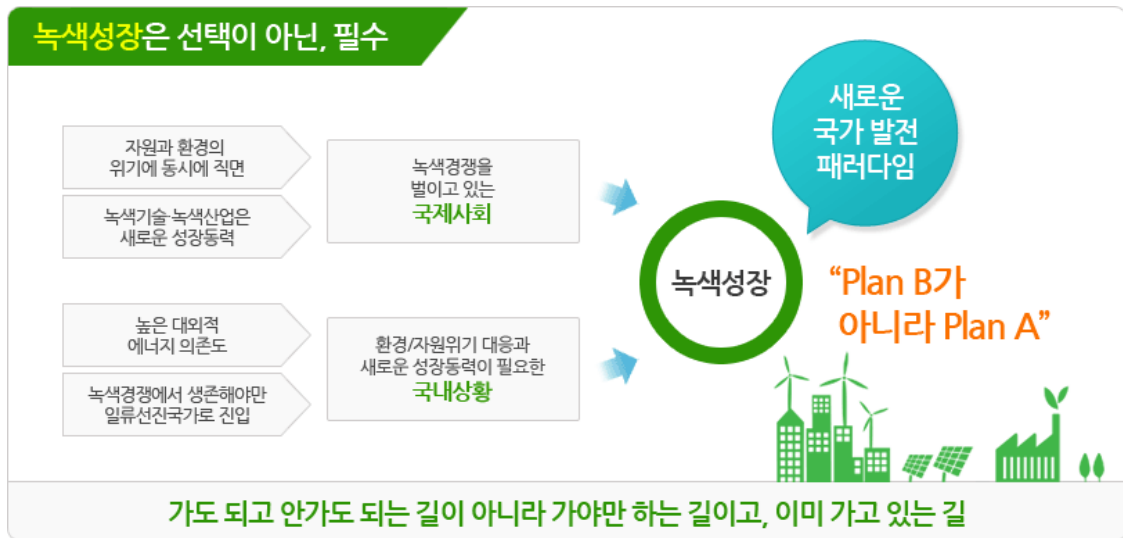 녹색성장은 선택이 아닌, 필수
자원과 환경의
위기에 동시에 직면
녹색기술·녹색산업은
새로운 성장동력
녹색경쟁을
벌이고 있는
국제사회
높은 대외적
에너지 의존도
녹색경쟁에서 생존해야만
일류선진국가로 진입
환경/자원위기 대응과
새로운 성장동력이 필요한
국내상황
녹색성장
새로운
국가 발전
패러다임
“Plan B가
아니라 Plan A”
가도 되고 안가도 되는 길이 아니라 가야만 하는 길이고, 이미 가고 있는 길